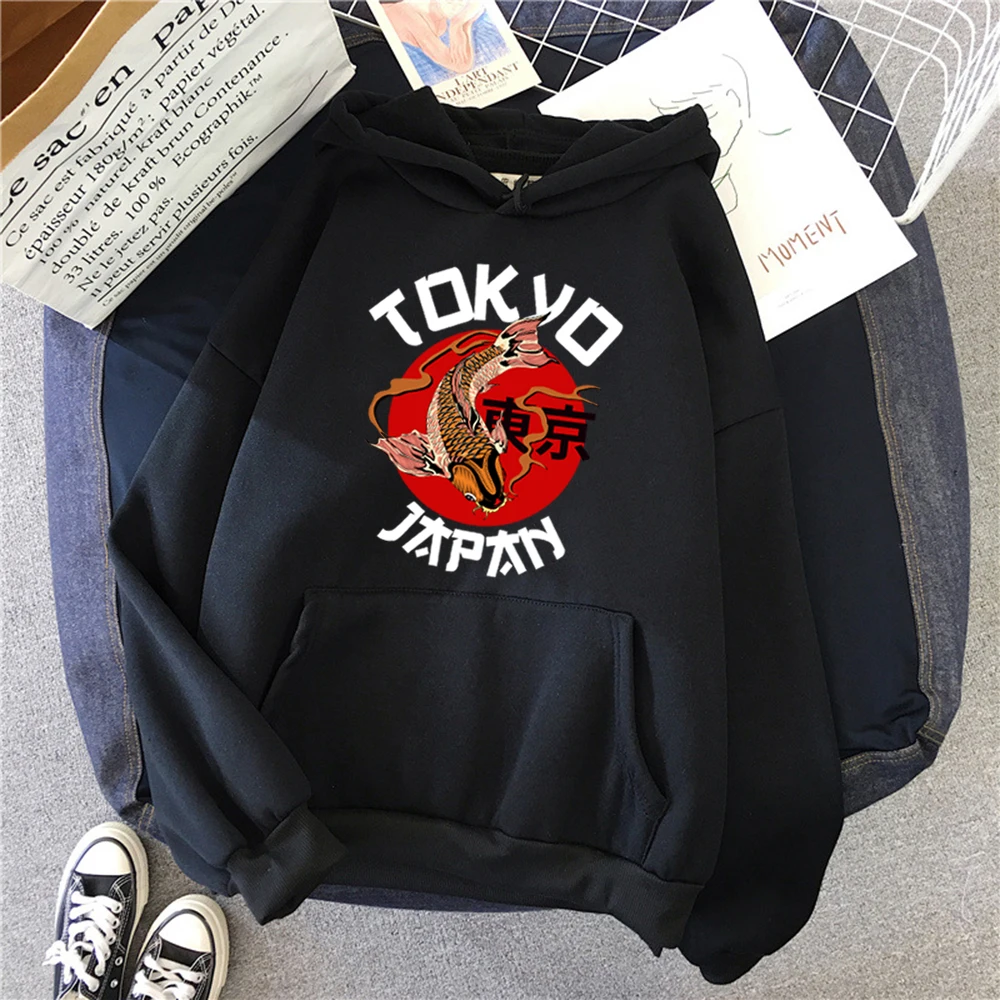 Le sac en pap
Ce sac est fabriqué à partir de
épaisseur 180g/m²; papier végétal.
100 % naturel. kraft blanc
doublé de kraft brun Contenance
33 litres. 100 % Ecographik™
Ne le jetez pas.
Il peut servir plusieurs fois.
L'ART
INDÉPENDANT
MOMENT
TOKYO
東京
JAPAN